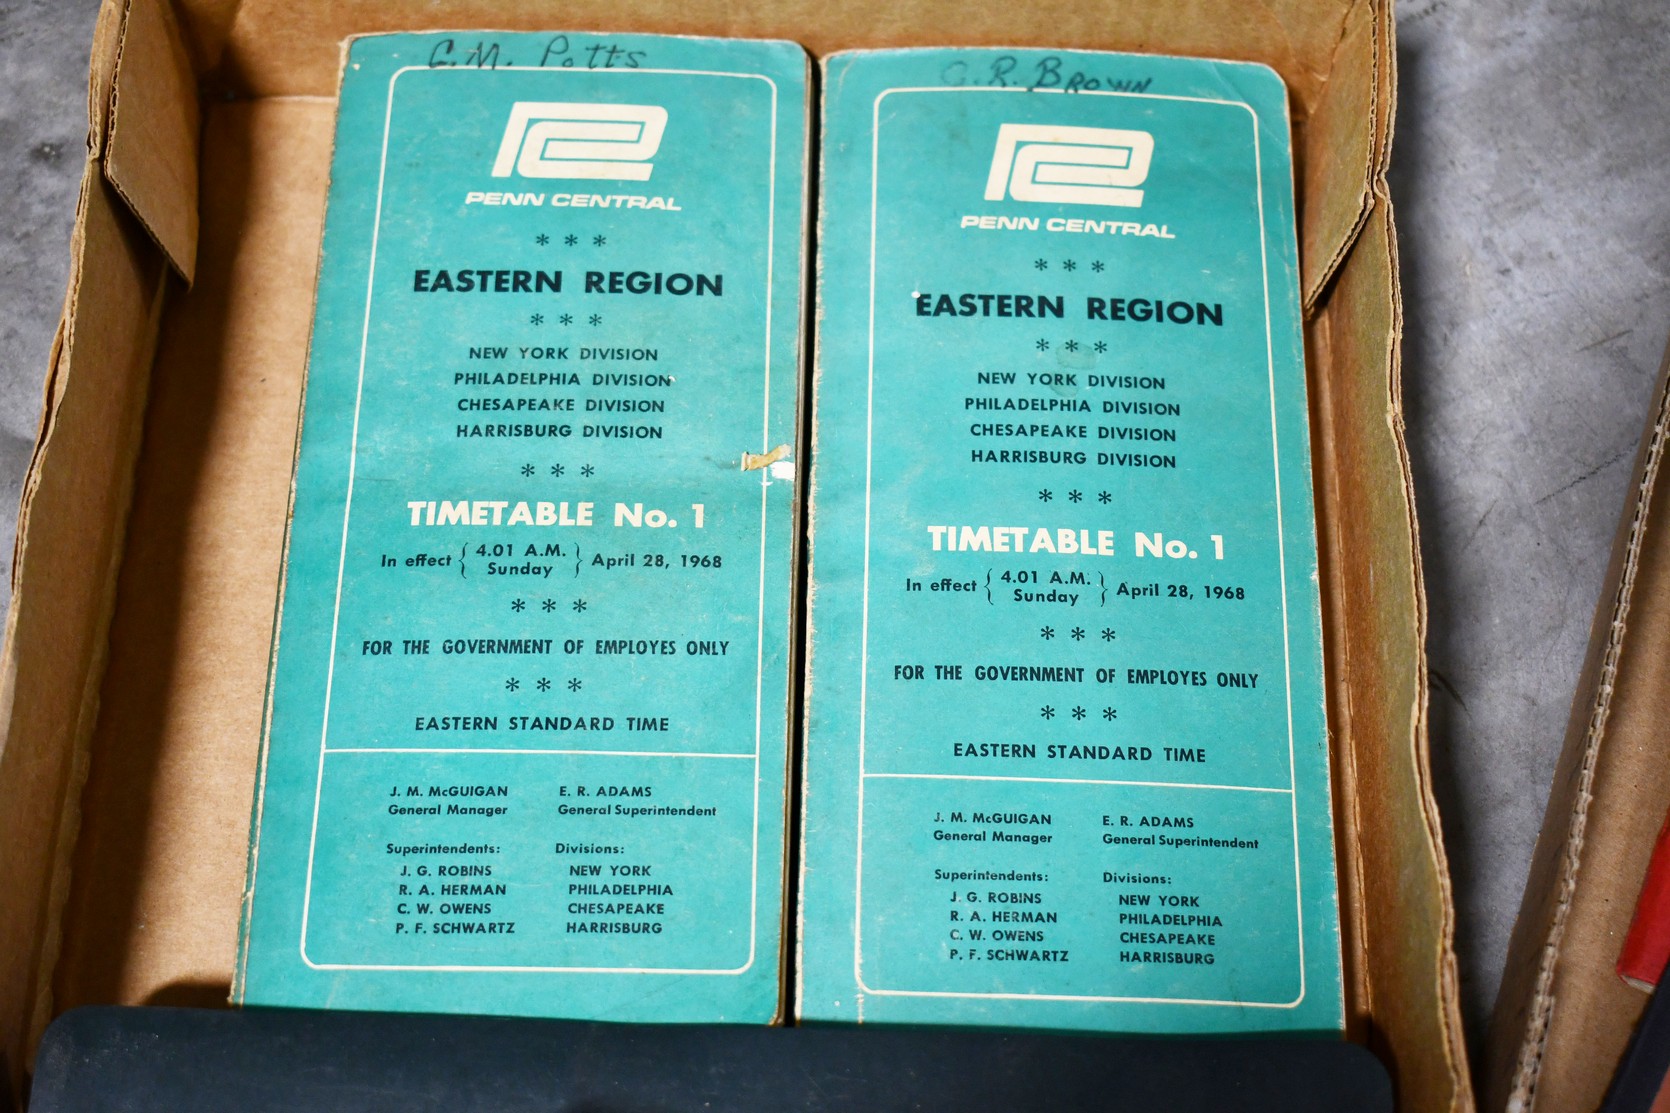 C.M. Potts
PC
PENN CENTRAL
* * *
EASTERN REGION
* * *
NEW YORK DIVISION
PHILADELPHIA DIVISION
CHESAPEAKE DIVISION
HARRISBURG DIVISION
* * *
TIMETABLE No. 1
In effect { 4.01 A.M. Sunday } April 28, 1968
* * *
FOR THE GOVERNMENT OF EMPLOYES ONLY
* * *
EASTERN STANDARD TIME
J. M. McGUIGAN E. R. ADAMS
General Manager General Superintendent
Superintendents: Divisions:
J. G. ROBINS NEW YORK
R. A. HERMAN PHILADELPHIA
C. W. OWENS CHESAPEAKE
P. F. SCHWARTZ HARRISBURG
R. BROWN
PC
PENN CENTRAL
* * *
EASTERN REGION
* * *
NEW YORK DIVISION
PHILADELPHIA DIVISION
CHESAPEAKE DIVISION
HARRISBURG DIVISION
* * *
TIMETABLE No. 1
In effect { 4.01 A.M. Sunday } April 28, 1968
* * *
FOR THE GOVERNMENT OF EMPLOYES ONLY
* * *
EASTERN STANDARD TIME
J. M. McGUIGAN E. R. ADAMS
General Manager General Superintendent
Superintendents: Divisions:
J. G. ROBINS NEW YORK
R. A. HERMAN PHILADELPHIA
C. W. OWENS CHESAPEAKE
P. F. SCHWARTZ HARRISBURG